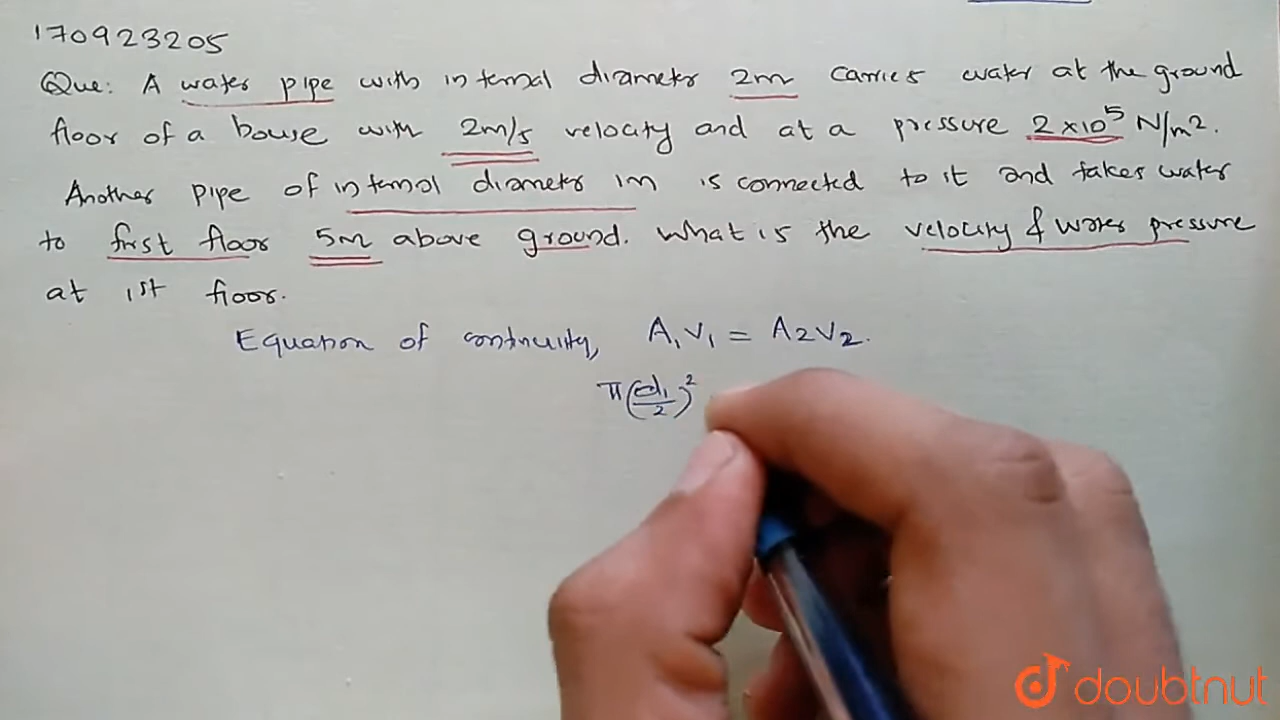 170923205
Que: A water pipe with internal diameter 2m carries water at the ground
floor of a house with 2m/s velocity and at a pressure 2×10⁵ N/m².
Another pipe of internal diameter 1m is connected to it and takes water
to first floor 5m above ground. What is the velocity & water pressure
at 1st floor.
Equation of continuity, A₁V₁ = A₂V₂.
π(d₁/2)²
doubtnut